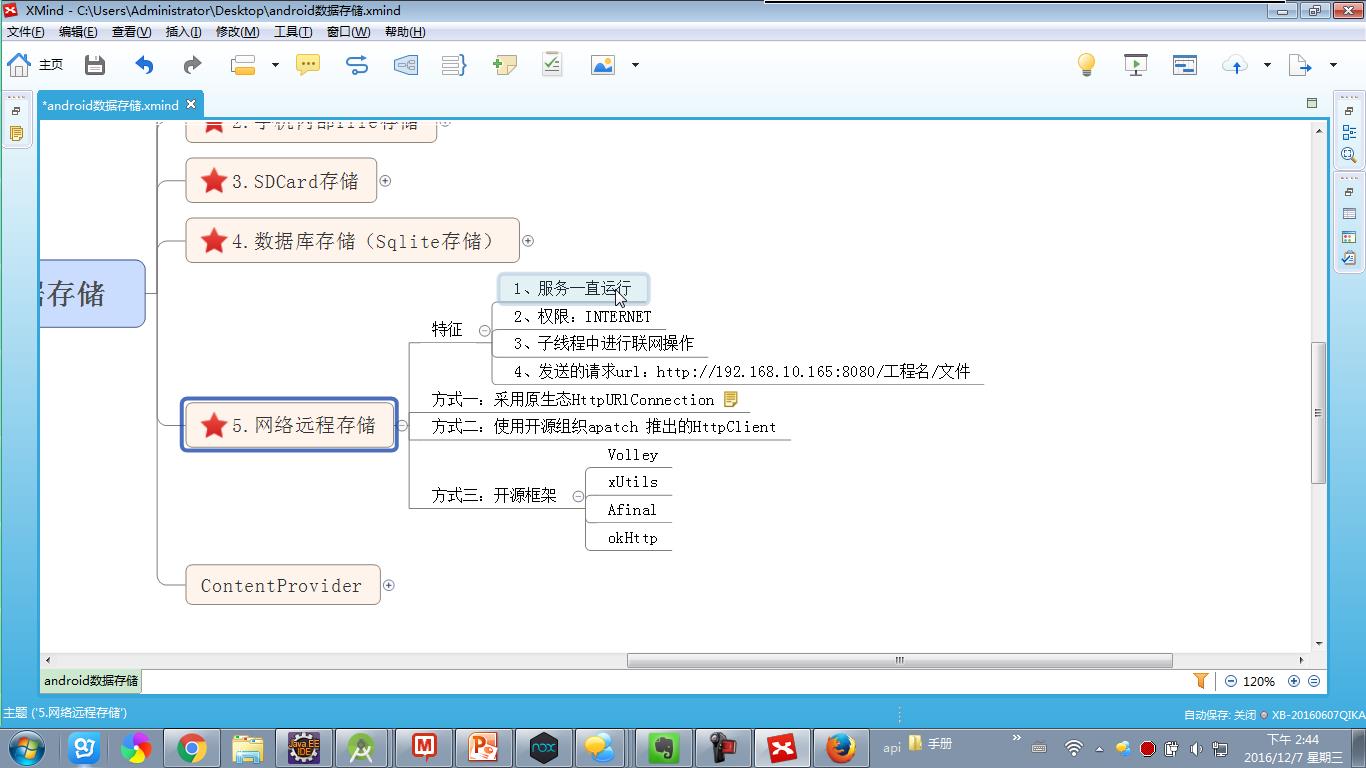 XMind - C:\Users\Administrator\Desktop\android数据存储.xmind
文件(F) 编辑(E) 查看(V) 插入(I) 修改(M) 工具(T) 窗口(W) 帮助(H)
主页
*android数据存储.xmind
2.手机内部file存储
3.SDCard存储
4.数据库存储（Sqlite存储）
存储
5.网络远程存储
特征
1、服务一直运行
2、权限：INTERNET
3、子线程中进行联网操作
4、发送的请求url：http://192.168.10.165:8080/工程名/文件
方式一：采用原生态HttpURlConnection
方式二：使用开源组织apatch 推出的HttpClient
方式三：开源框架
Volley
xUtils
Afinal
okHttp
ContentProvider
android数据存储
120%
主题 ('5.网络远程存储')
自动保存: 关闭
XB-20160607QIKA
Java EE
IDE
nox
api
手册
下午 2:44
2016/12/7 星期三